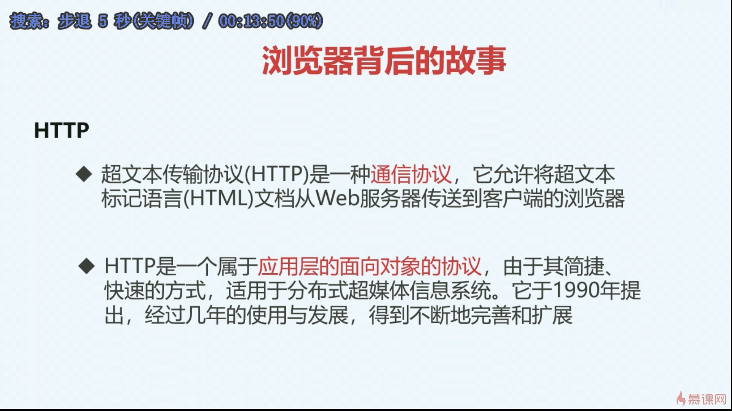 搜索: 步退 5 秒(关键帧) / 00:13:50(90%)
浏览器背后的故事
HTTP
◆ 超文本传输协议(HTTP)是一种通信协议，它允许将超文本
标记语言(HTML)文档从Web服务器传送到客户端的浏览器
◆ HTTP是一个属于应用层的面向对象的协议，由于其简捷、
快速的方式，适用于分布式超媒体信息系统。它于1990年提
出，经过几年的使用与发展，得到不断地完善和扩展
慕课网